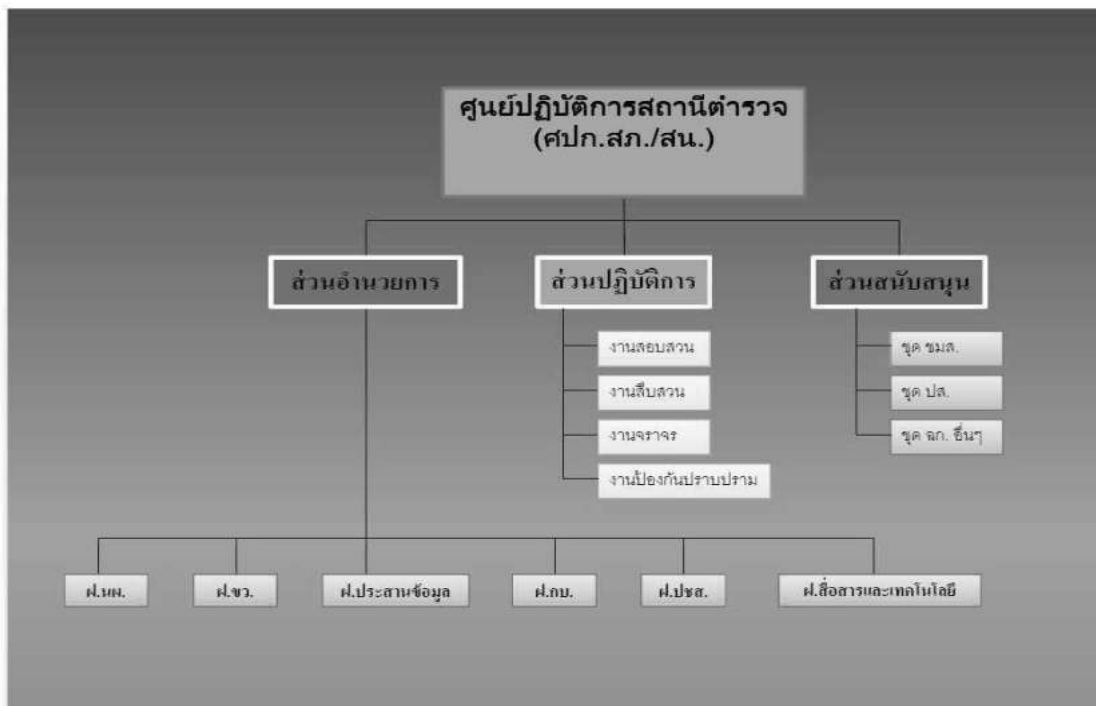 ศูนย์ปฏิบัติการสถานีตำรวจ
(ศปก.สภ./สน.)
ส่วนอำนวยการ
ส่วนปฏิบัติการ
ส่วนสนับสนุน
งานสอบสวน
งานสืบสวน
งานจราจร
งานป้องกันปราบปราม
ชุด ชมส.
ชุด ปส.
ชุด ฉก. อื่นๆ
ฝ.นผ.
ฝ.ขว.
ฝ.ประสานข้อมูล
ฝ.กบ.
ฝ.ปชส.
ฝ.สื่อสารและเทคโนโลยี